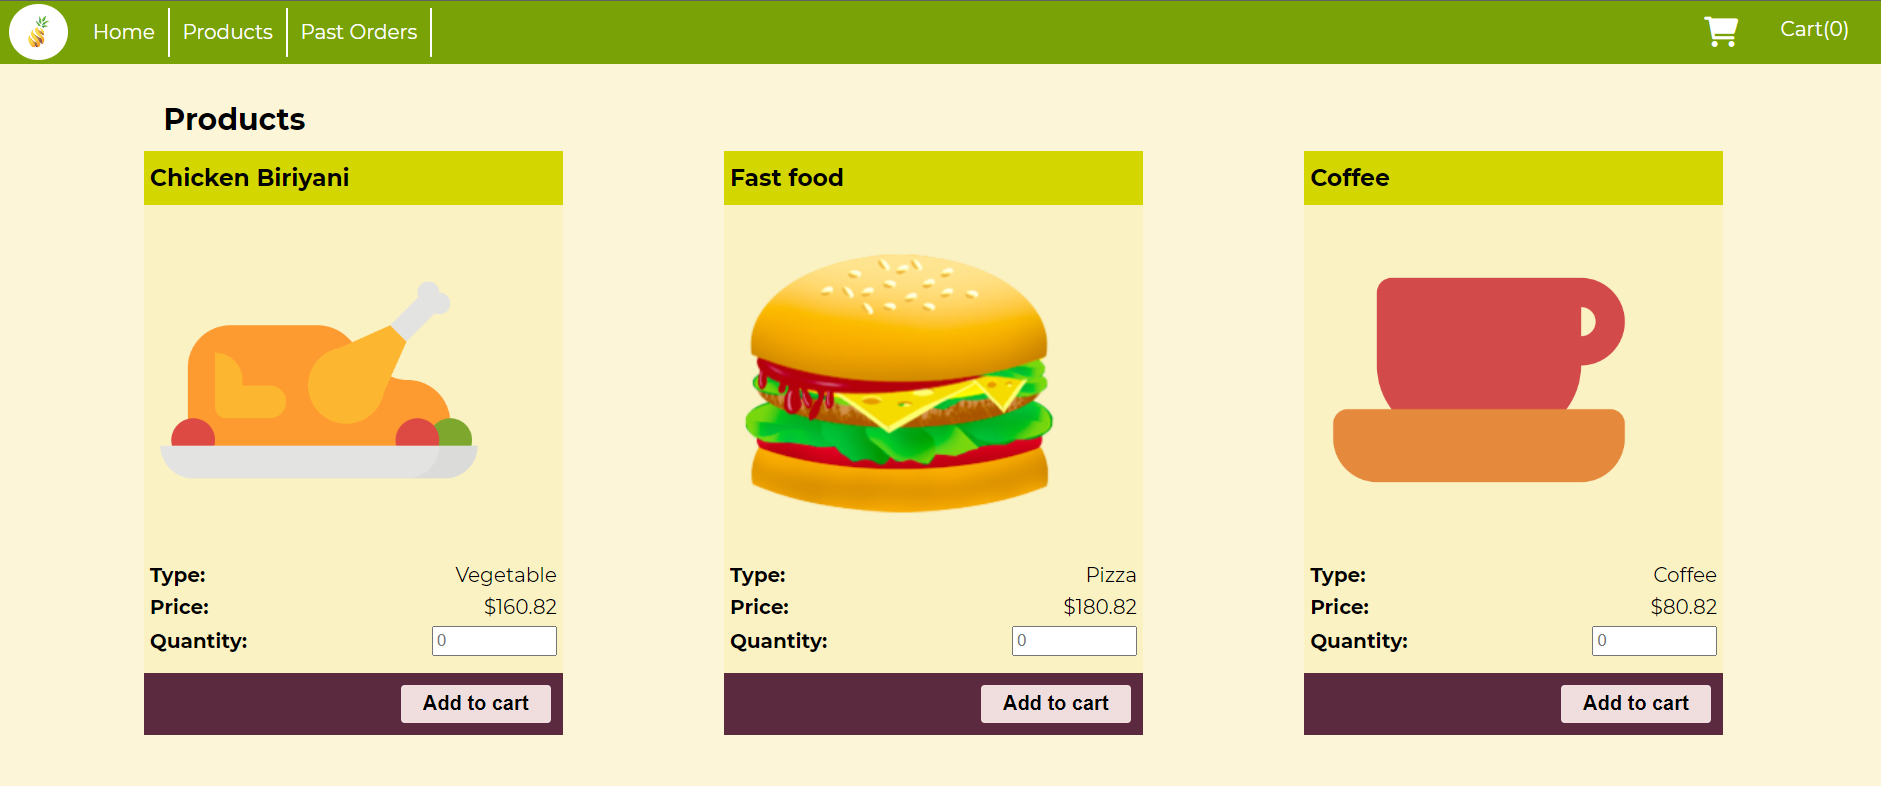 Home Products Past Orders Cart(0)
Products
Chicken Biriyani
Type: Vegetable
Price: $160.82
Quantity: 0
Add to cart
Fast food
Type: Pizza
Price: $180.82
Quantity: 0
Add to cart
Coffee
Type: Coffee
Price: $80.82
Quantity: 0
Add to cart